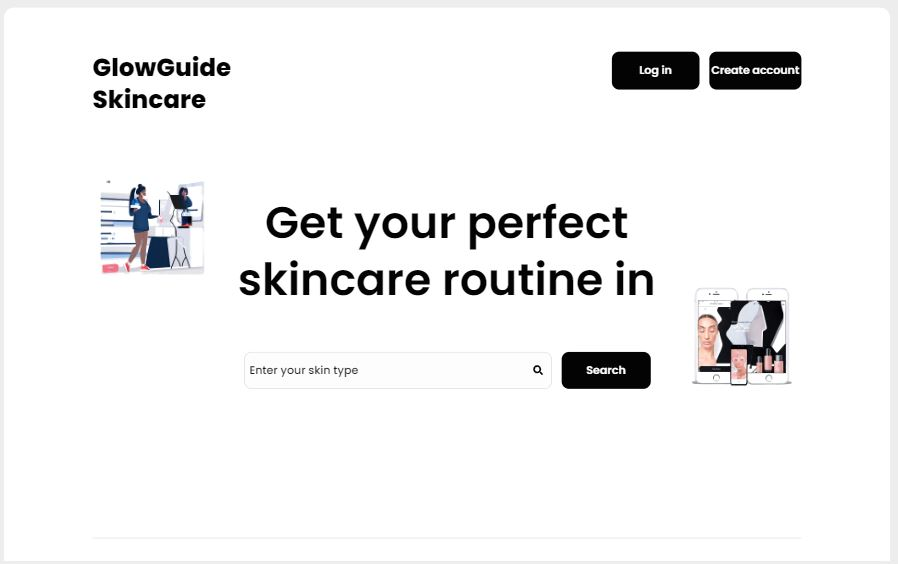 GlowGuide
Skincare
Log in
Create account
Get your perfect
skincare routine in
Enter your skin type
Search